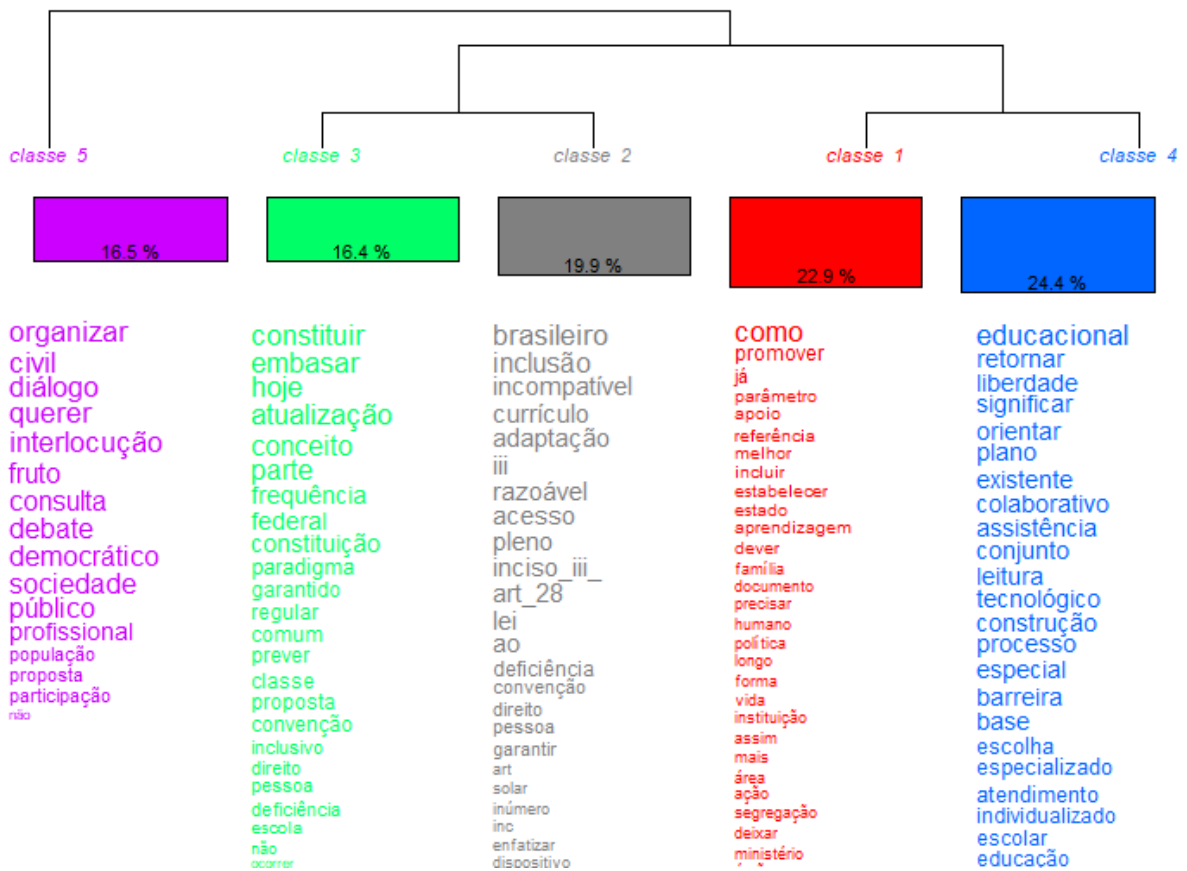 classe 5
classe 3
classe 2
classe 1
classe 4
16.5 %
16.4 %
19.9 %
22.9 %
24.4 %
organizar
civil
diálogo
querer
interlocução
fruto
consulta
debate
democrático
sociedade
público
profissional
população
proposta
participação
não
constituir
embasar
hoje
atualização
conceito
parte
frequência
federal
constituição
paradigma
garantido
regular
comum
prever
classe
proposta
convenção
inclusivo
direito
pessoa
deficiência
escola
não
ocorrer
brasileiro
inclusão
incompatível
currículo
adaptação
iii
razoável
acesso
pleno
inciso_iii_
art_28
lei
ao
deficiência
convenção
direito
pessoa
garantir
art
solar
inúmero
inc
enfatizar
dispositivo
como
promover
já
parâmetro
apoio
referência
melhor
incluir
estabelecer
estado
aprendizagem
dever
família
documento
precisar
humano
política
longo
forma
vida
instituição
assim
mais
área
ação
segregação
deixar
ministério
educacional
retornar
liberdade
significar
orientar
plano
existente
colaborativo
assistência
conjunto
leitura
tecnológico
construção
processo
especial
barreira
base
escolha
especializado
atendimento
individualizado
escolar
educação